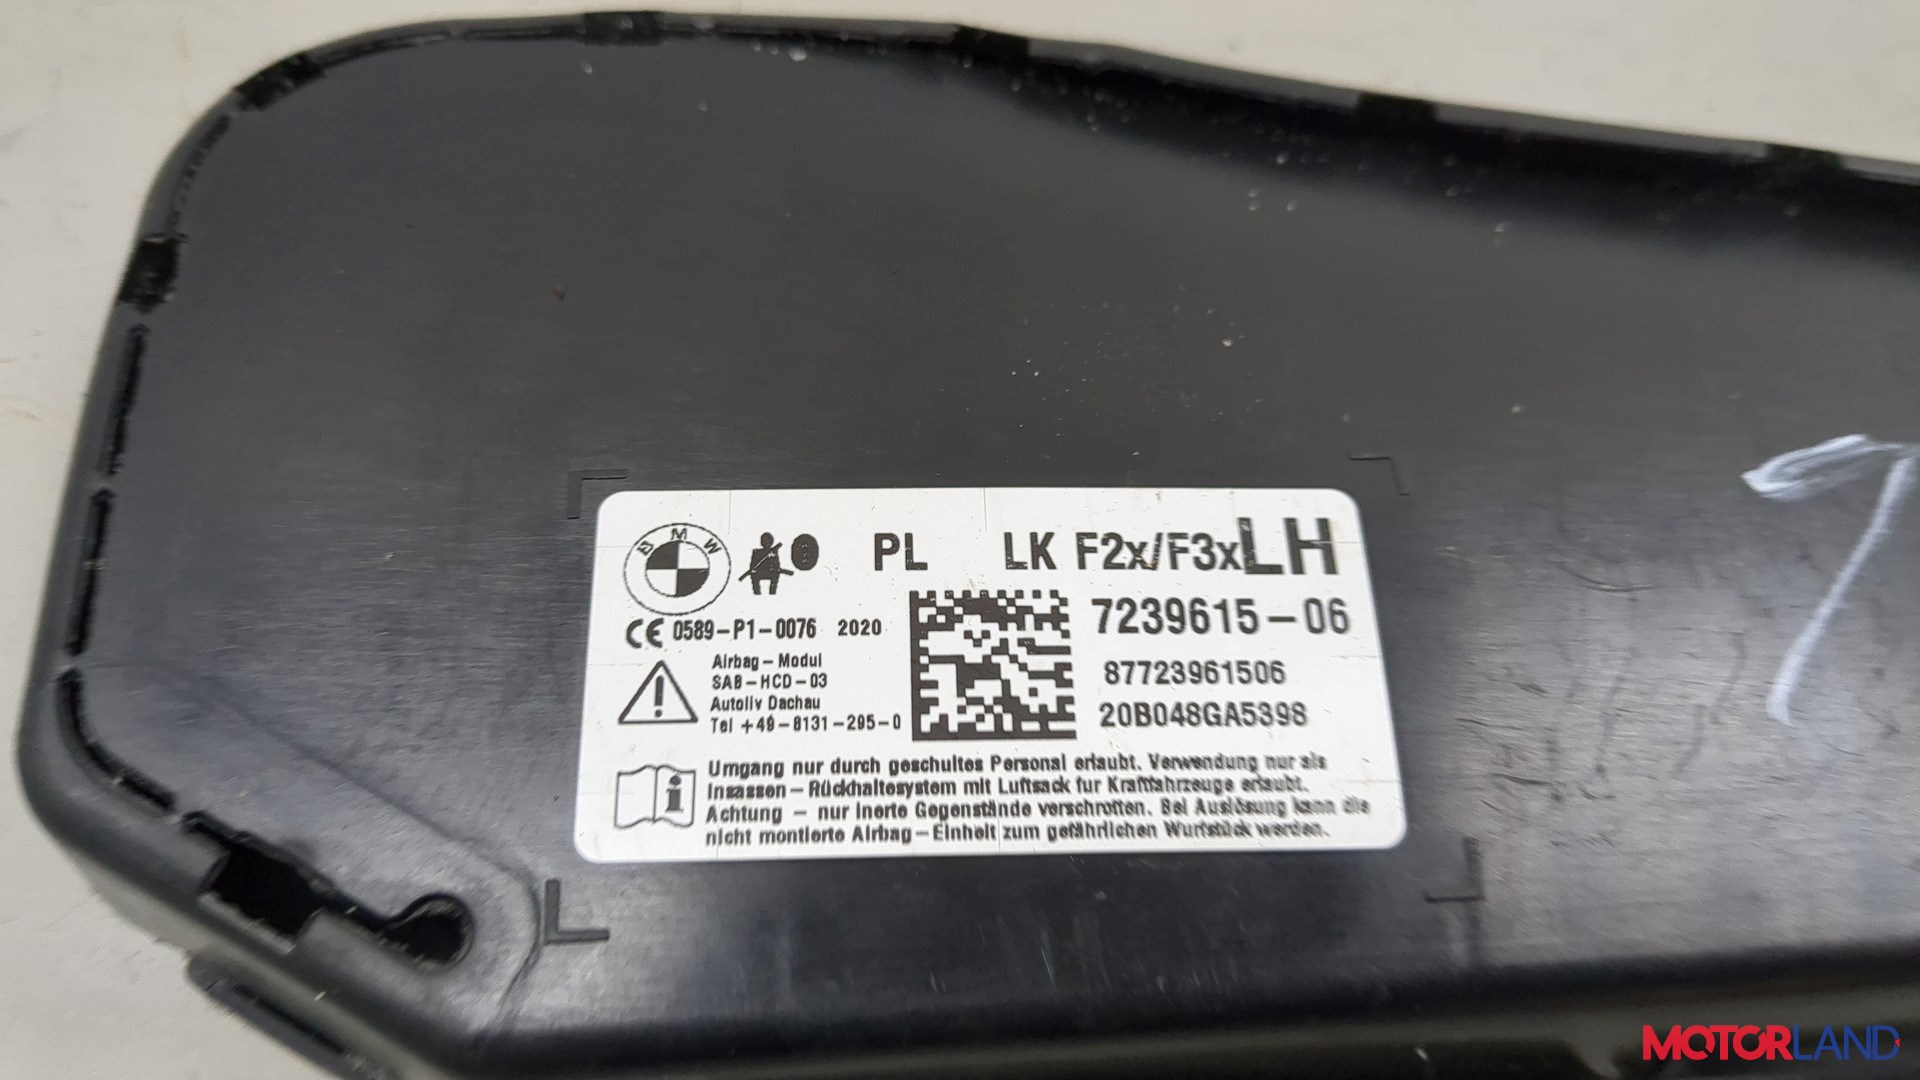 BMW
PL LK F2x/F3xLH
7239615-06
CE 0589-P1-0076 2020
87723961506
Airbag-Modul
SAB-HCD-03
Autoliv Dachau
Tel +49-8131-295-0
20B048GA5398
Umgang nur durch geschultes Personal erlaubt. Verwendung nur als
Insassen-Rückhaltesystem mit Luftsack fur Kraftfahrzeuge erlaubt.
Achtung - nur inerte Gegenstände verschrotten. Bei Auslösung kann die
nicht montierte Airbag-Einheit zum gefährlichen Wurfstück werden.
MOTORLAND